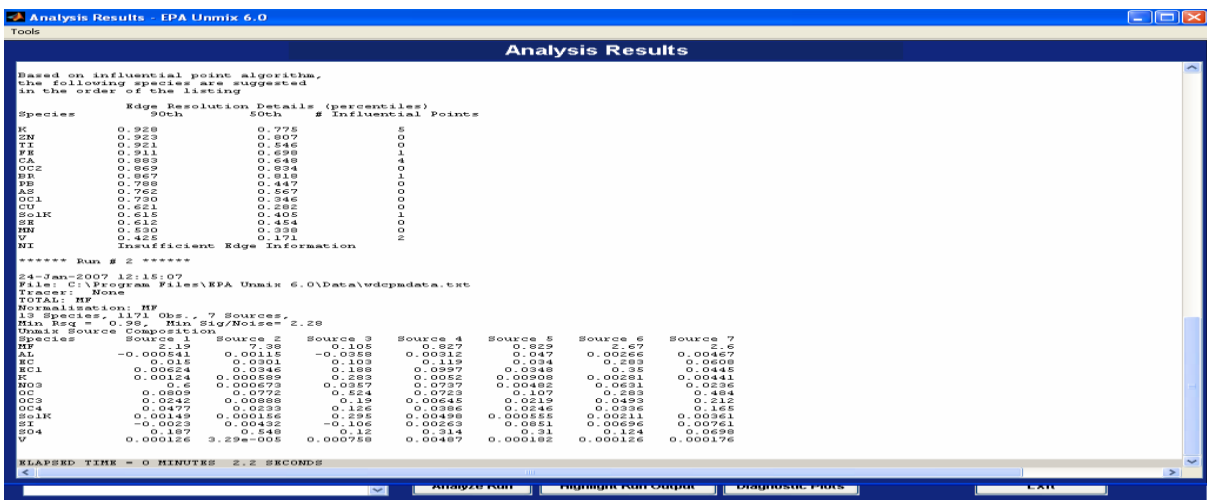 Analysis Results - EPA Unmix 6.0
Tools
Analysis Results
Based on influential point algorithm,
the following species are suggested
in the order of the listing
Edge Resolution Details (percentiles)
Species 90th 50th # Influential Points
K 0.928 0.775 5
ZN 0.923 0.807 0
TI 0.921 0.546 0
FE 0.911 0.698 1
CA 0.883 0.648 4
OC2 0.869 0.834 0
BR 0.867 0.818 1
PB 0.788 0.447 0
AS 0.762 0.567 0
OC1 0.730 0.346 0
CU 0.621 0.282 0
SolK 0.615 0.405 1
SE 0.612 0.454 0
MN 0.530 0.338 0
V 0.425 0.171 2
NI Insufficient Edge Information
****** Run # 2 ******
24-Jan-2007 12:15:07
File: C:\Program Files\EPA Unmix 6.0\Data\wdcpmdata.txt
Tracer: None
TOTAL: MF
Normalization: MF
13 Species, 1171 Obs., 7 Sources,
Min Rsq = 0.98, Min Sig/Noise= 2.28
Unmix Source Composition
Species Source 1 Source 2 Source 3 Source 4 Source 5 Source 6 Source 7
MF 2.19 7.38 0.105 0.827 0.829 2.67 2.6
AL -0.000541 0.00115 -0.0358 0.00312 0.047 0.00266 0.00467
EC 0.015 0.0301 0.103 0.119 0.034 0.283 0.0608
EC1 0.00624 0.0346 0.188 0.0997 0.0348 0.35 0.0445
K 0.00124 0.000589 0.283 0.0052 0.00908 0.00281 0.00441
NO3 0.6 0.000673 0.0357 0.0737 0.00482 0.0631 0.0236
OC 0.0809 0.0772 0.524 0.0723 0.107 0.283 0.484
OC3 0.0242 0.00888 0.19 0.00645 0.0219 0.0493 0.212
OC4 0.0477 0.0233 0.126 0.0386 0.0246 0.0336 0.165
SolK 0.00149 0.000156 0.295 0.00498 0.000555 0.00211 0.00361
SI -0.0023 0.00432 -0.106 0.00263 0.0851 0.00696 0.00761
SO4 0.187 0.548 0.12 0.314 0.31 0.124 0.0698
V 0.000126 3.29e-005 0.000758 0.00487 0.000182 0.000126 0.000176
ELAPSED TIME = 0 MINUTES 2.2 SECONDS
Analyze Run Highlight Run Output Diagnostic Plots Exit